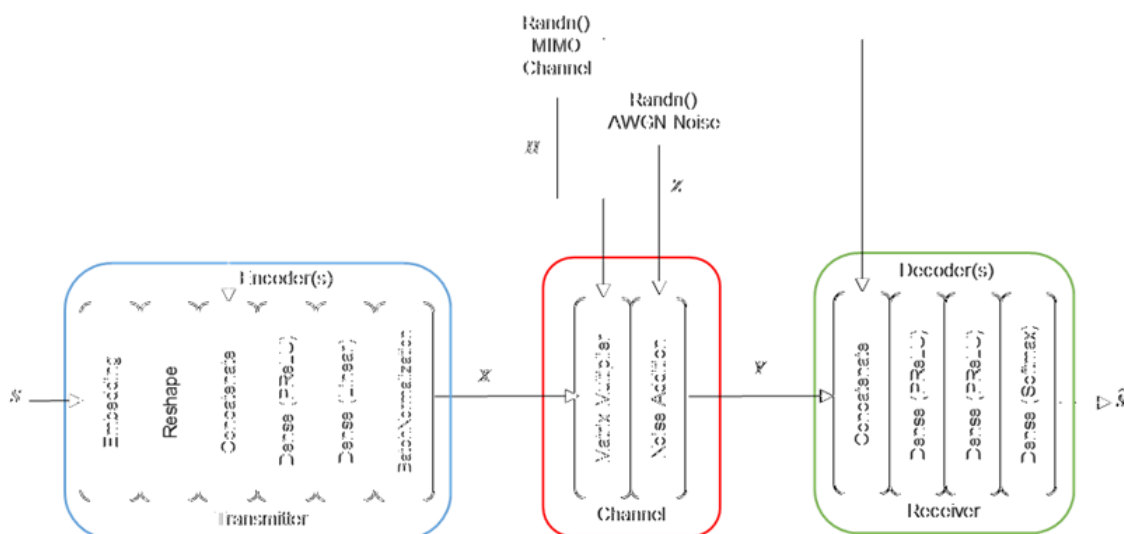 Randn()
MIMO
Channel
Randn()
AWGN Noise
H
Z
Encoder(s)
Decoder(s)
S
Embedding
Reshape
Concatenate
Dense (PReLU)
Dense (Linear)
BatchNormalization
X
Matrix Multiplier
Noise Addition
Y
Concatenate
Dense (PReLU)
Dense (PReLU)
Dense (Softmax)
Transmitter
Channel
Receiver